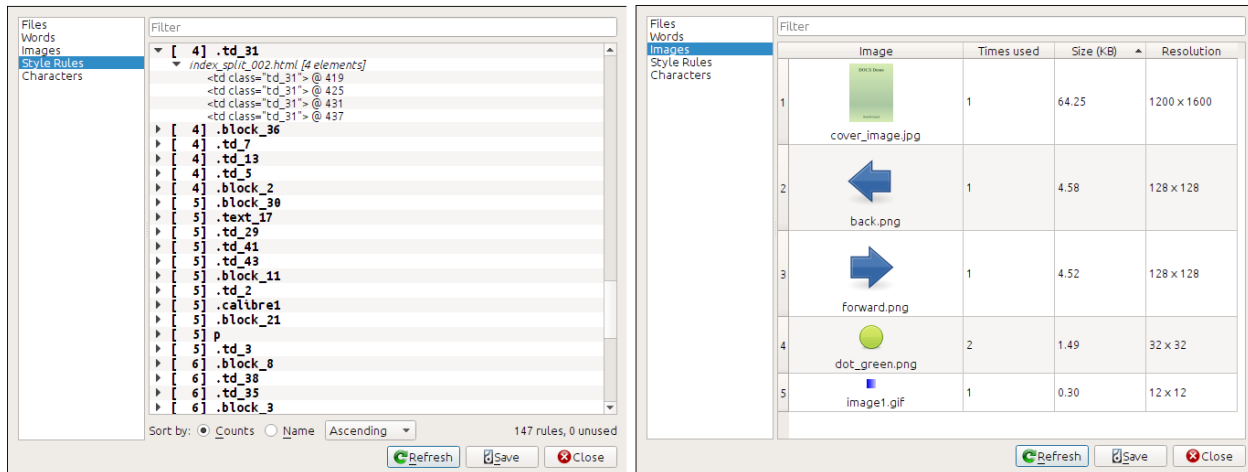 Files
Words
Images
Style Rules
Characters
Filter
[ 4] .td_31
index_split_002.html [4 elements]
<td class="td_31"> @ 419
<td class="td_31"> @ 425
<td class="td_31"> @ 431
<td class="td_31"> @ 437
[ 4] .block_36
[ 4] .td_7
[ 4] .td_13
[ 4] .td_5
[ 4] .block_2
[ 5] .block_30
[ 5] .text_17
[ 5] .td_29
[ 5] .td_41
[ 5] .td_43
[ 5] .block_11
[ 5] .td_2
[ 5] .calibre1
[ 5] .block_21
[ 5] p
[ 5] .td_3
[ 6] .block_8
[ 6] .td_38
[ 6] .td_35
[ 6] .block_3
Sort by: Counts Name Ascending 147 rules, 0 unused
Refresh Save Close
Files
Words
Images
Style Rules
Characters
Filter
Image Times used Size (KB) Resolution
DOCX Demo
1 1 64.25 1200 x 1600
cover_image.jpg
2 1 4.58 128 x 128
back.png
3 1 4.52 128 x 128
forward.png
4 2 1.49 32 x 32
dot_green.png
5 1 0.30 12 x 12
image1.gif
Refresh Save Close